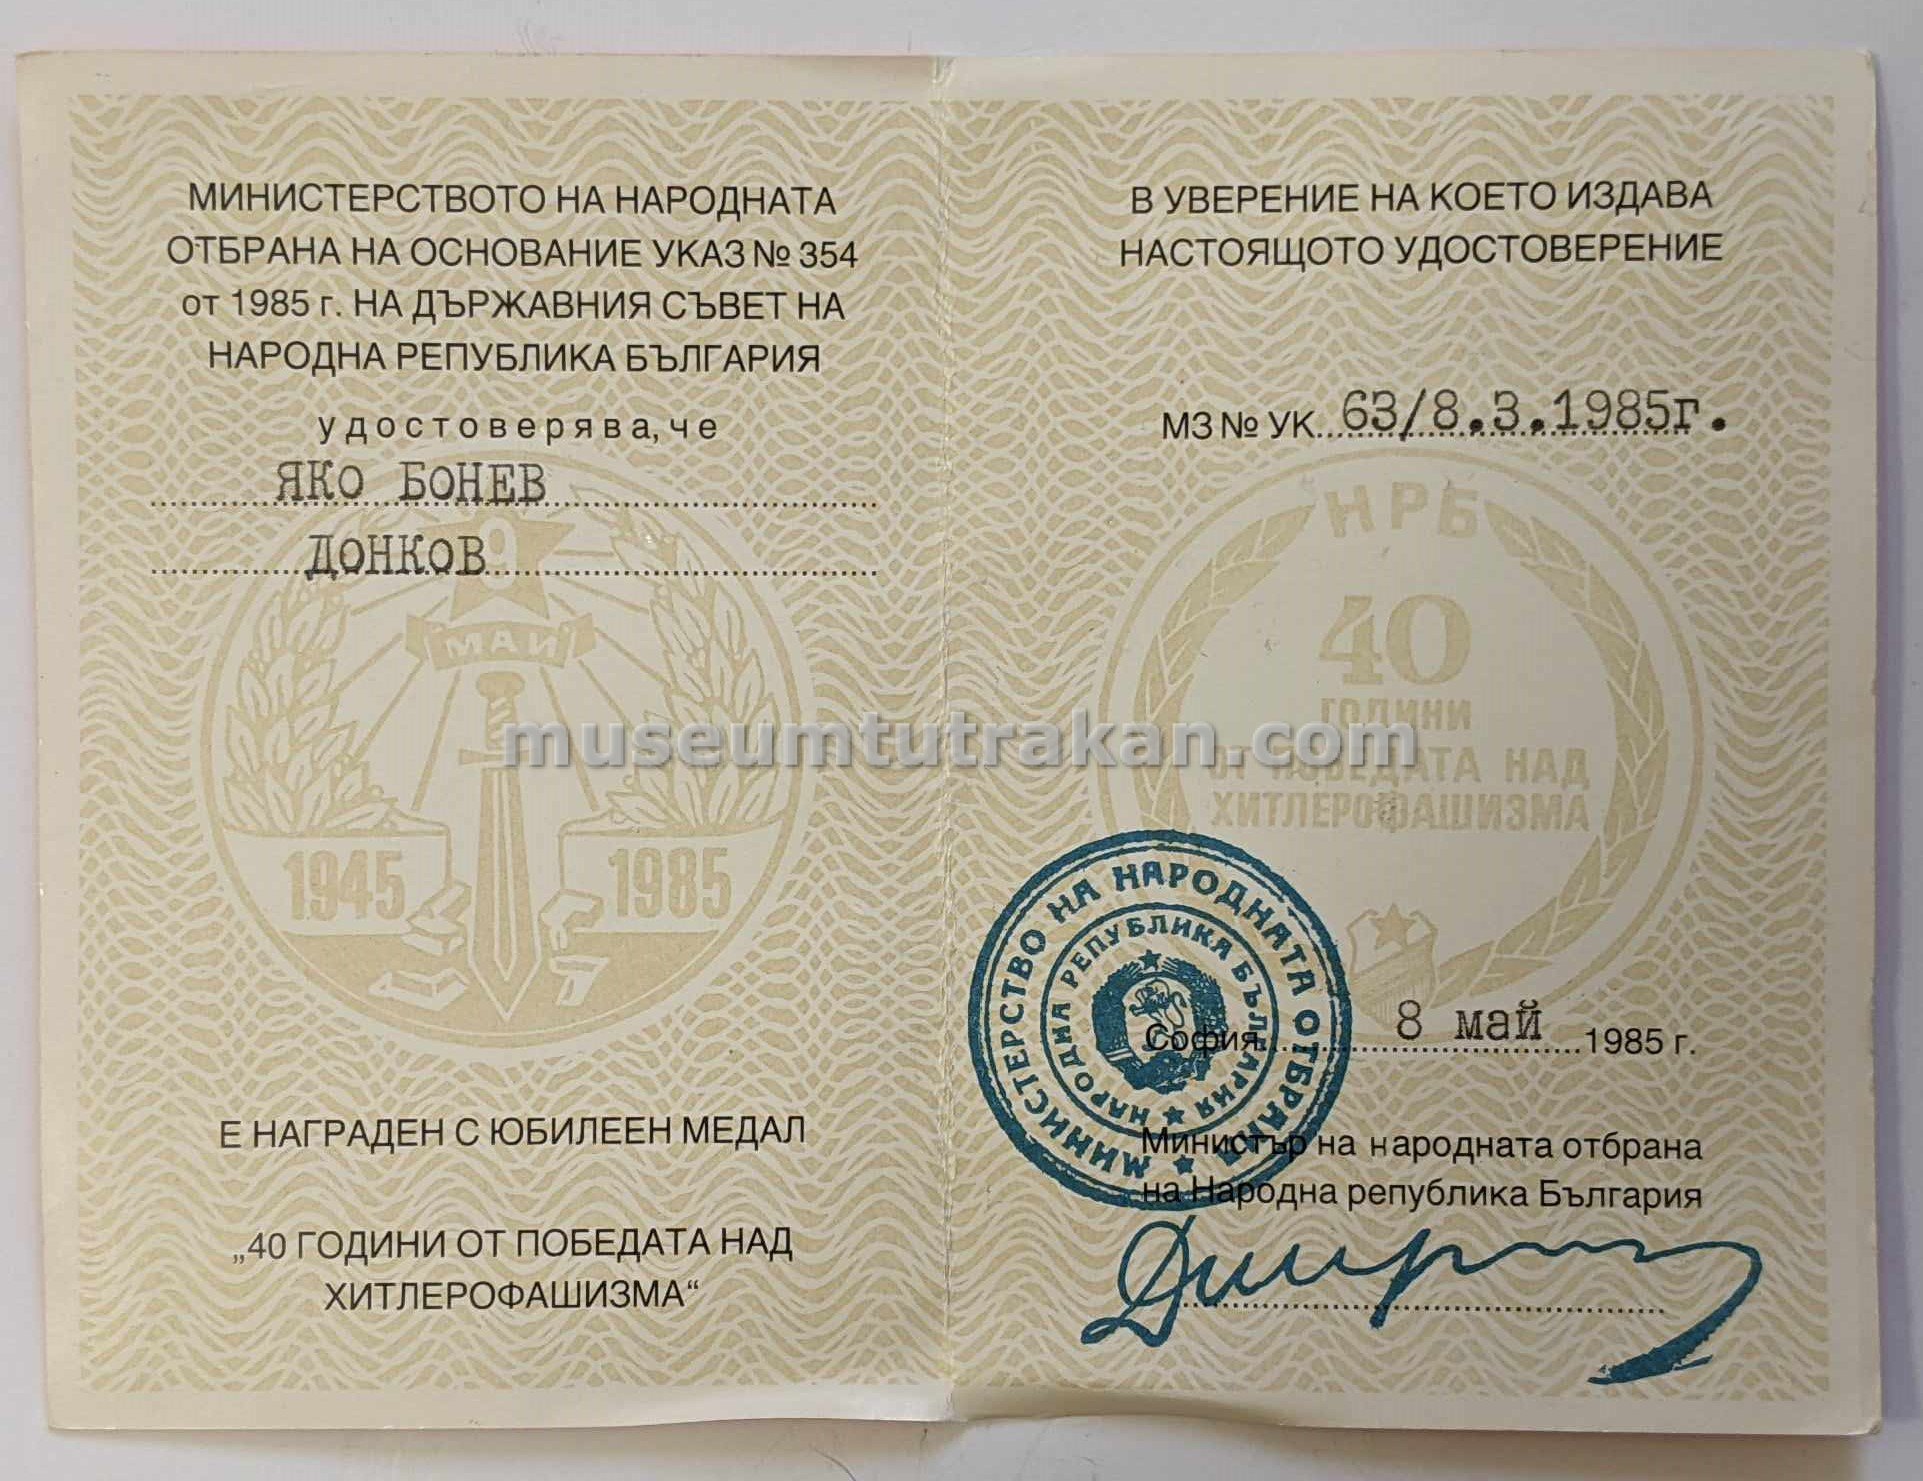 МИНИСТЕРСТВОТО НА НАРОДНАТА
ОТБРАНА НА ОСНОВАНИЕ УКАЗ № 354
от 1985 г. НА ДЪРЖАВНИЯ СЪВЕТ НА
НАРОДНА РЕПУБЛИКА БЪЛГАРИЯ
удостоверява, че
ЯКО БОНЕВ
ДОНКОВ
9
МАЙ
1945 1985
Е НАГРАДЕН С ЮБИЛЕЕН МЕДАЛ
„40 ГОДИНИ ОТ ПОБЕДАТА НАД
ХИТЛЕРОФАШИЗМА“
В УВЕРЕНИЕ НА КОЕТО ИЗДАВА
НАСТОЯЩОТО УДОСТОВЕРЕНИЕ
МЗ № УК 63/8.3.1985г.
НРБ
40
ГОДИНИ
ОТ ПОБЕДАТА НАД
ХИТЛЕРОФАШИЗМА
museumtutrakan.com
МИНИСТЕРСТВО НА НАРОДНАТА ОТБРАНА
НАРОДНА РЕПУБЛИКА БЪЛГАРИЯ
София 8 май 1985 г.
Министър на народната отбрана
на Народна република България